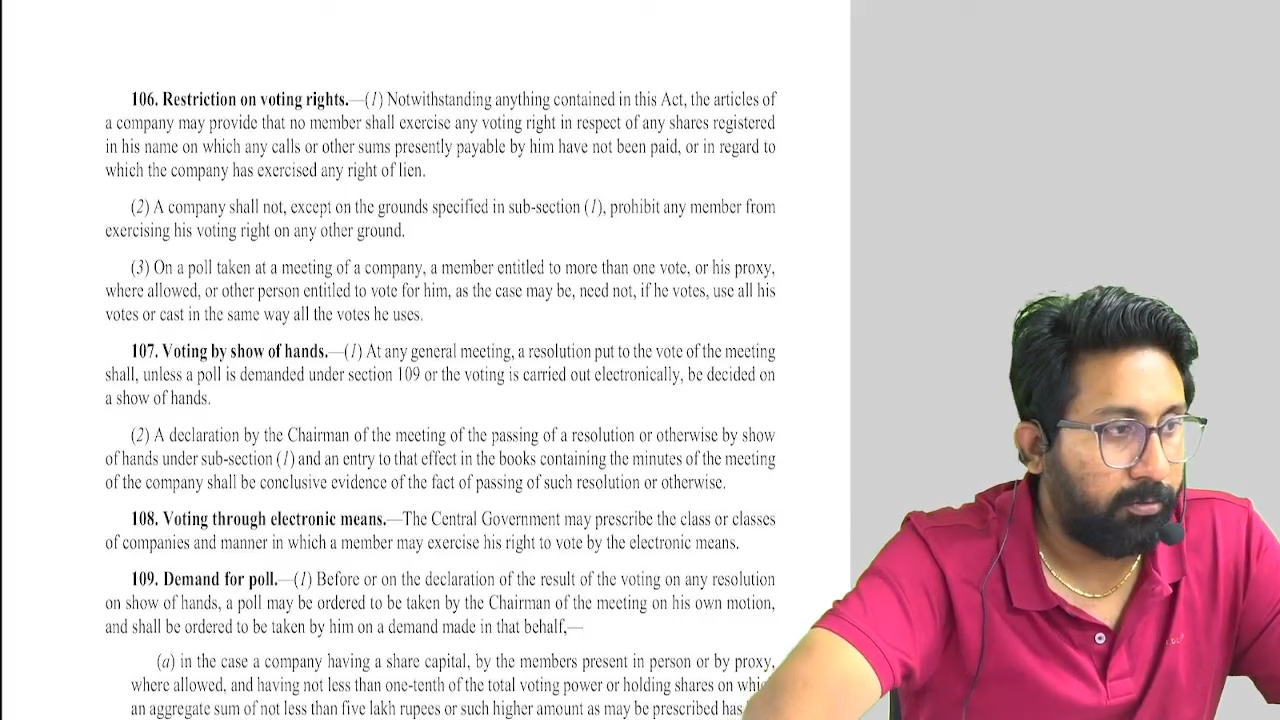 106. Restriction on voting rights.—(1) Notwithstanding anything contained in this Act, the articles of
a company may provide that no member shall exercise any voting right in respect of any shares registered
in his name on which any calls or other sums presently payable by him have not been paid, or in regard to
which the company has exercised any right of lien.
(2) A company shall not, except on the grounds specified in sub-section (1), prohibit any member from
exercising his voting right on any other ground.
(3) On a poll taken at a meeting of a company, a member entitled to more than one vote, or his proxy,
where allowed, or other person entitled to vote for him, as the case may be, need not, if he votes, use all his
votes or cast in the same way all the votes he uses.
107. Voting by show of hands.—(1) At any general meeting, a resolution put to the vote of the meeting
shall, unless a poll is demanded under section 109 or the voting is carried out electronically, be decided on
a show of hands.
(2) A declaration by the Chairman of the meeting of the passing of a resolution or otherwise by show
of hands under sub-section (1) and an entry to that effect in the books containing the minutes of the meeting
of the company shall be conclusive evidence of the fact of passing of such resolution or otherwise.
108. Voting through electronic means.—The Central Government may prescribe the class or classes
of companies and manner in which a member may exercise his right to vote by the electronic means.
109. Demand for poll.—(1) Before or on the declaration of the result of the voting on any resolution
on show of hands, a poll may be ordered to be taken by the Chairman of the meeting on his own motion,
and shall be ordered to be taken by him on a demand made in that behalf,—
(a) in the case a company having a share capital, by the members present in person or by proxy,
where allowed, and having not less than one-tenth of the total voting power or holding shares on
an aggregate sum of not less than five lakh rupees or such higher amount as may be prescribed has